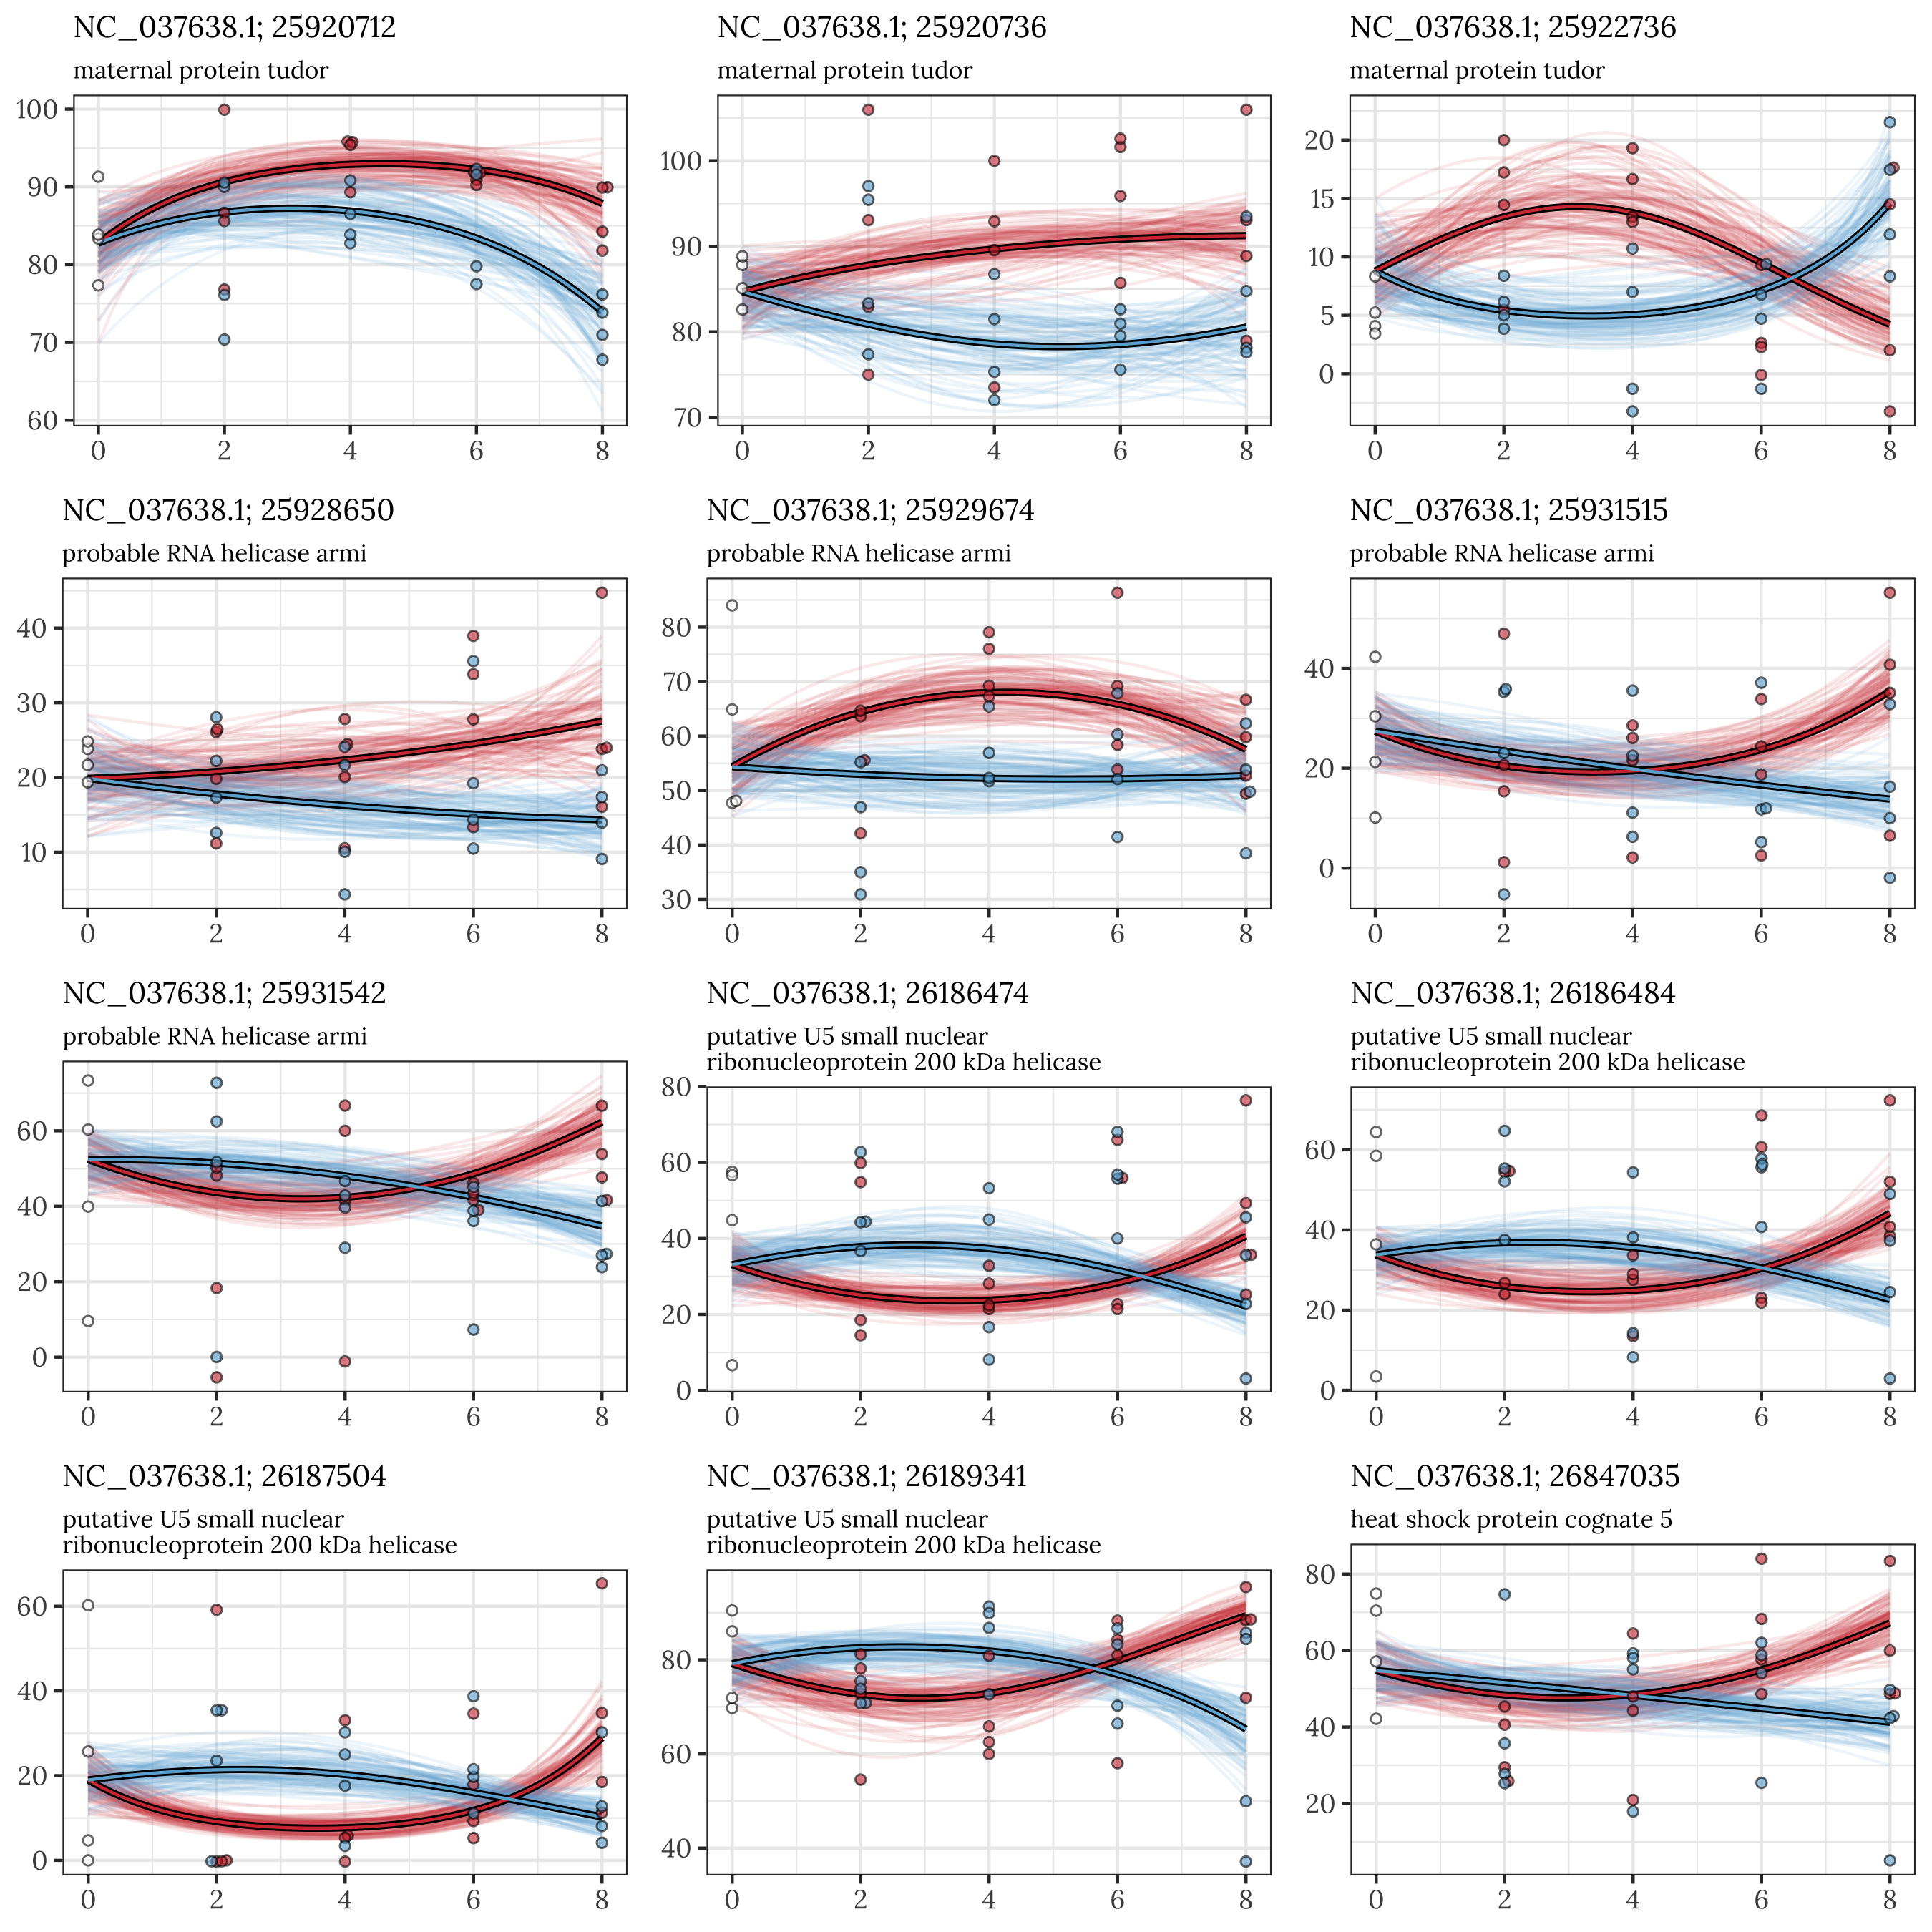 NC_037638.1; 25920712
maternal protein tudor
100
90
80
70
60
0 2 4 6 8
NC_037638.1; 25920736
maternal protein tudor
100
90
80
70
0 2 4 6 8
NC_037638.1; 25922736
maternal protein tudor
20
15
10
5
0
0 2 4 6 8
NC_037638.1; 25928650
probable RNA helicase armi
40
30
20
10
0 2 4 6 8
NC_037638.1; 25929674
probable RNA helicase armi
80
70
60
50
40
30
0 2 4 6 8
NC_037638.1; 25931515
probable RNA helicase armi
40
20
0
0 2 4 6 8
NC_037638.1; 25931542
probable RNA helicase armi
60
40
20
0
0 2 4 6 8
NC_037638.1; 26186474
putative U5 small nuclear
ribonucleoprotein 200 kDa helicase
80
60
40
20
0
0 2 4 6 8
NC_037638.1; 26186484
putative U5 small nuclear
ribonucleoprotein 200 kDa helicase
60
40
20
0
0 2 4 6 8
NC_037638.1; 26187504
putative U5 small nuclear
ribonucleoprotein 200 kDa helicase
60
40
20
0
0 2 4 6 8
NC_037638.1; 26189341
putative U5 small nuclear
ribonucleoprotein 200 kDa helicase
80
60
40
0 2 4 6 8
NC_037638.1; 26847035
heat shock protein cognate 5
80
60
40
20
0 2 4 6 8